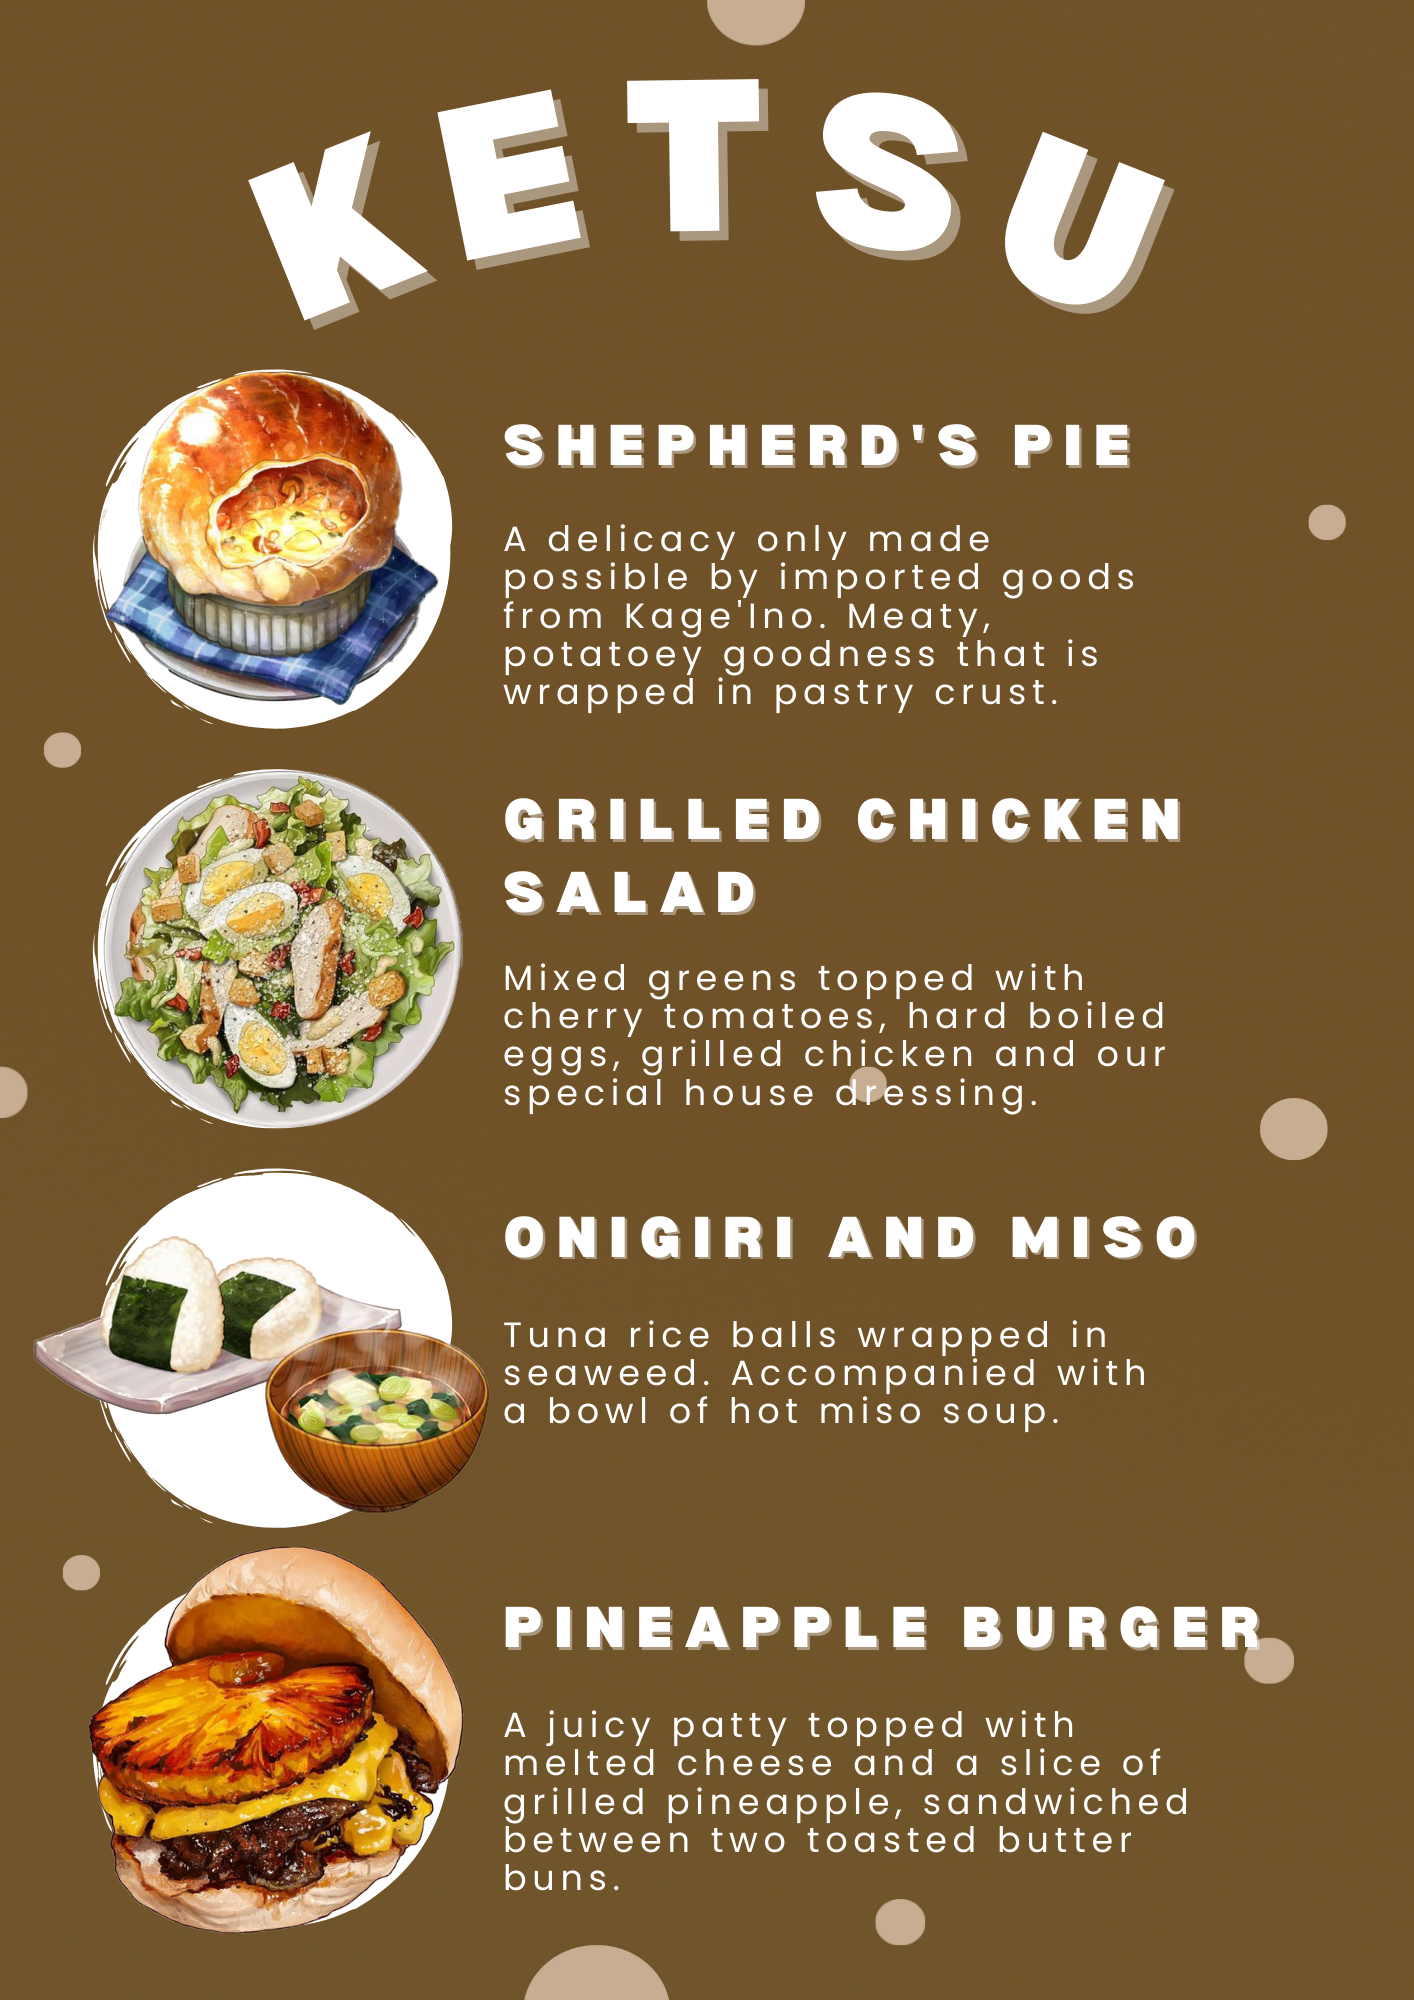 KETSU
SHEPHERD'S PIE
A delicacy only made
possible by imported goods
from Kage'Ino. Meaty,
potatoey goodness that is
wrapped in pastry crust.
GRILLED CHICKEN
SALAD
Mixed greens topped with
cherry tomatoes, hard boiled
eggs, grilled chicken and our
special house dressing.
ONIGIRI AND MISO
Tuna rice balls wrapped in
seaweed. Accompanied with
a bowl of hot miso soup.
PINEAPPLE BURGER
A juicy patty topped with
melted cheese and a slice of
grilled pineapple, sandwiched
between two toasted butter
buns.